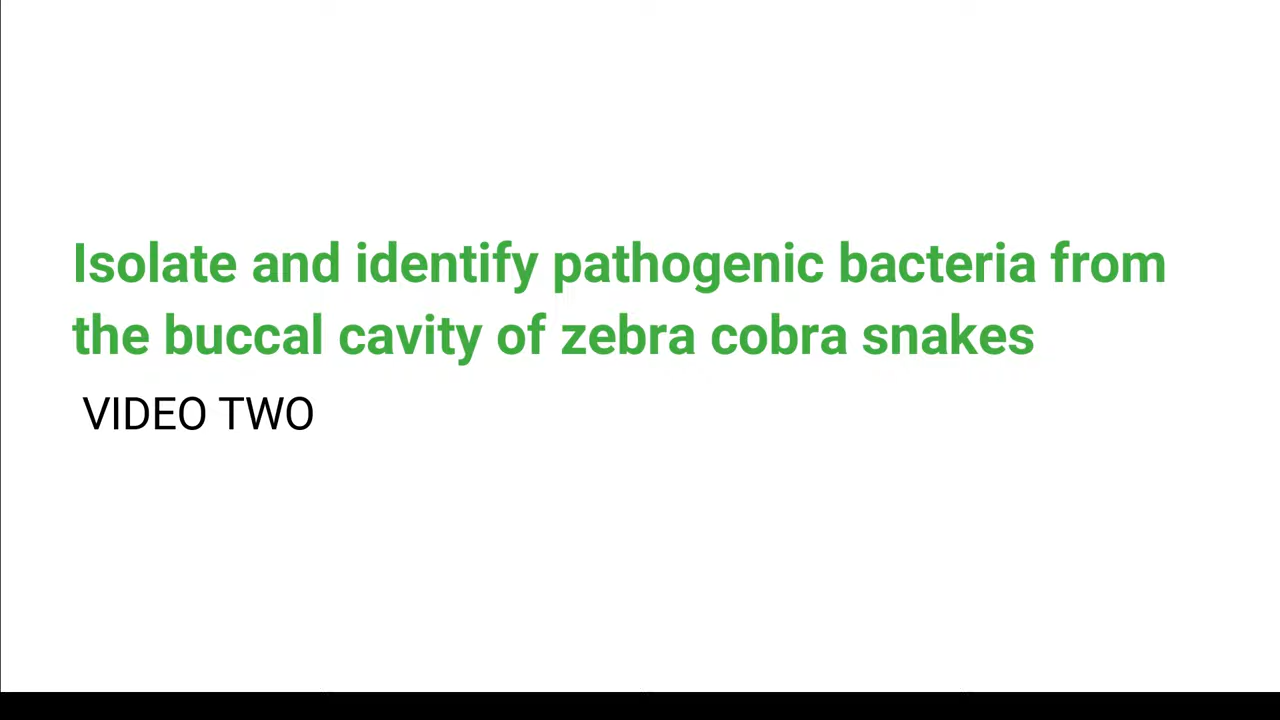 Isolate and identify pathogenic bacteria from
the buccal cavity of zebra cobra snakes
VIDEO TWO